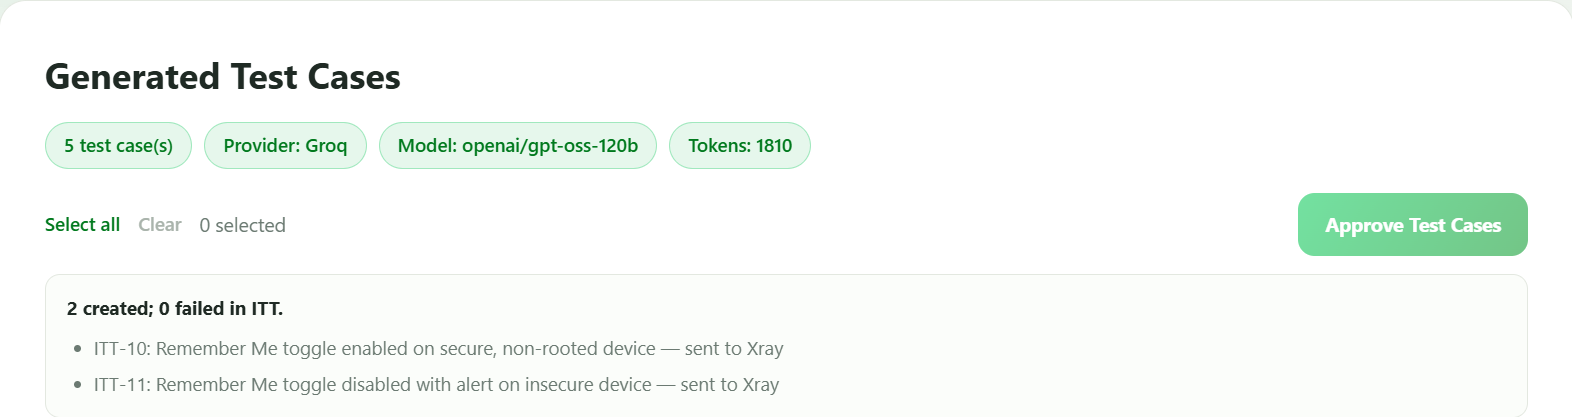 Generated Test Cases
5 test case(s) Provider: Groq Model: openai/gpt-oss-120b Tokens: 1810
Select all Clear 0 selected Approve Test Cases
2 created; 0 failed in ITT.
• ITT-10: Remember Me toggle enabled on secure, non-rooted device — sent to Xray
• ITT-11: Remember Me toggle disabled with alert on insecure device — sent to Xray